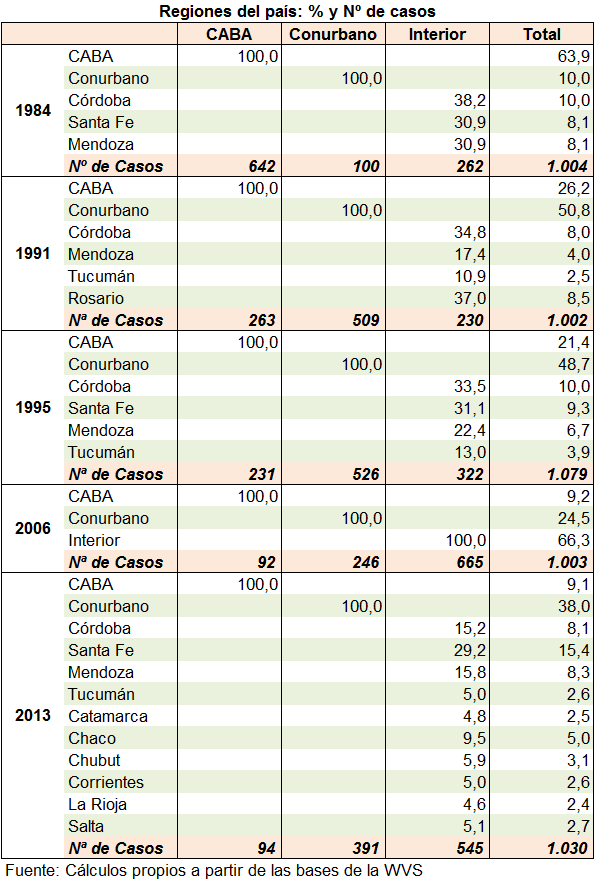 Regiones del país: % y Nº de casos
CABA Conurbano Interior Total
1984
CABA 100,0 63,9
Conurbano 100,0 10,0
Córdoba 38,2 10,0
Santa Fe 30,9 8,1
Mendoza 30,9 8,1
Nº de Casos 642 100 262 1.004
1991
CABA 100,0 26,2
Conurbano 100,0 50,8
Córdoba 34,8 8,0
Mendoza 17,4 4,0
Tucumán 10,9 2,5
Rosario 37,0 8,5
Nª de Casos 263 509 230 1.002
1995
CABA 100,0 21,4
Conurbano 100,0 48,7
Córdoba 33,5 10,0
Santa Fe 31,1 9,3
Mendoza 22,4 6,7
Tucumán 13,0 3,9
Nª de Casos 231 526 322 1.079
2006
CABA 100,0 9,2
Conurbano 100,0 24,5
Interior 100,0 66,3
Nª de Casos 92 246 665 1.003
2013
CABA 100,0 9,1
Conurbano 100,0 38,0
Córdoba 15,2 8,1
Santa Fe 29,2 15,4
Mendoza 15,8 8,3
Tucumán 5,0 2,6
Catamarca 4,8 2,5
Chaco 9,5 5,0
Chubut 5,9 3,1
Corrientes 5,0 2,6
La Rioja 4,6 2,4
Salta 5,1 2,7
Nª de Casos 94 391 545 1.030
Fuente: Cálculos propios a partir de las bases de la WVS